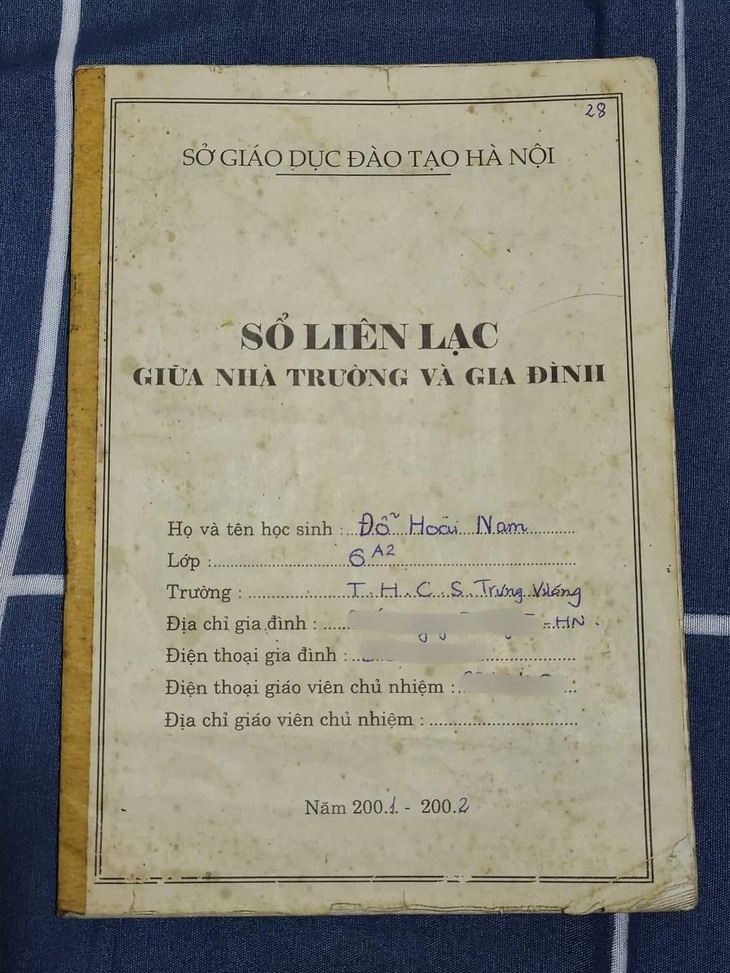 28
SỞ GIÁO DỤC ĐÀO TẠO HÀ NỘI
SỔ LIÊN LẠC
GIỮA NHÀ TRƯỜNG VÀ GIA ĐÌNH
Họ và tên học sinh : Đỗ Hoài Nam
Lớp : 6A2
Trường : T.H.C.S. Trưng Vương
Địa chỉ gia đình : - HN
Điện thoại gia đình :
Điện thoại giáo viên chủ nhiệm :
Địa chỉ giáo viên chủ nhiệm :
Năm 2001 - 2002